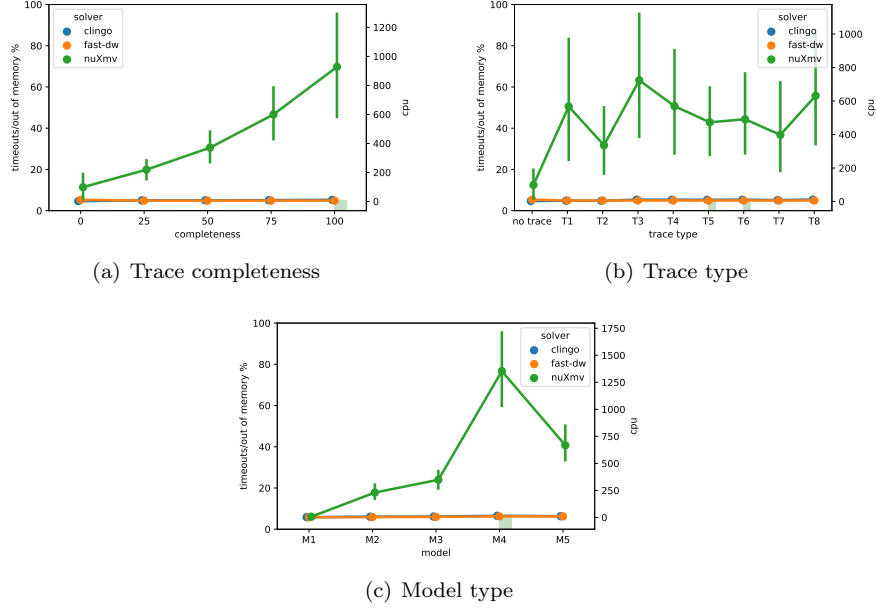 solver
clingo
fast-dw
nuXmv
100
80
60
40
20
0
timeouts/out of memory %
0 25 50 75 100
completeness
1200
1000
800
600
400
200
0
cpu
(a) Trace completeness
solver
clingo
fast-dw
nuXmv
100
80
60
40
20
0
timeouts/out of memory %
no trace T1 T2 T3 T4 T5 T6 T7 T8
trace type
1000
800
600
400
200
0
cpu
(b) Trace type
solver
clingo
fast-dw
nuXmv
100
80
60
40
20
0
timeouts/out of memory %
M1 M2 M3 M4 M5
model
1750
1500
1250
1000
750
500
250
0
cpu
(c) Model type